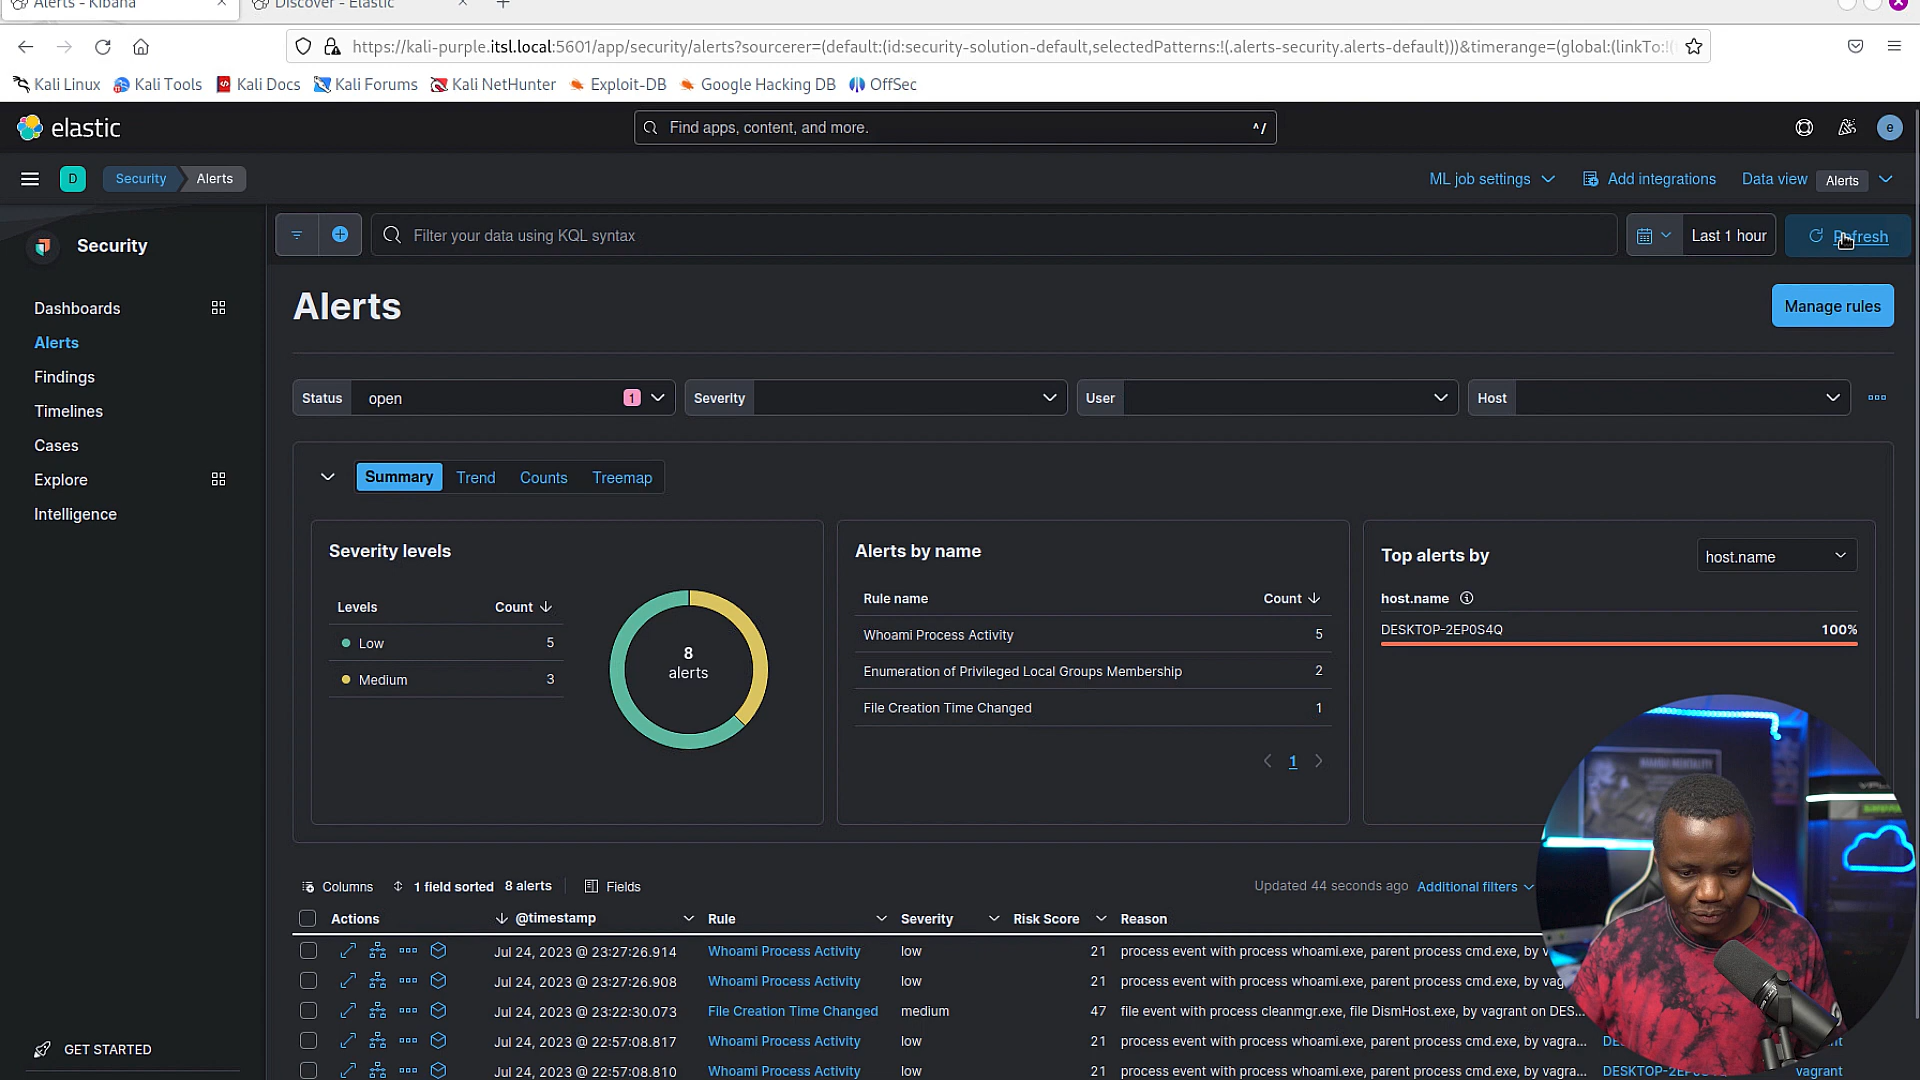 Alerts - Kibana
Discover - Elastic
https://kali-purple.itsl.local:5601/app/security/alerts?sourcerer=(default:(id:security-solution-default,selectedPatterns:!(.alerts-security.alerts-default)))&timerange=(global:(linkTo:!(
Kali Linux Kali Tools Kali Docs Kali Forums Kali NetHunter Exploit-DB Google Hacking DB OffSec
elastic
Find apps, content, and more. ^/
e
D Security Alerts
ML job settings Add integrations Data view Alerts
Security
Filter your data using KQL syntax
Last 1 hour
Refresh
Dashboards
Alerts
Findings
Timelines
Cases
Explore
Intelligence
GET STARTED
Alerts
Manage rules
Status open 1 Severity User Host
Summary Trend Counts Treemap
Severity levels
Levels Count
Low 5
Medium 3
8
alerts
Alerts by name
Rule name Count
Whoami Process Activity 5
Enumeration of Privileged Local Groups Membership 2
File Creation Time Changed 1
1
Top alerts by host.name
host.name
DESKTOP-2EP0S4Q 100%
Columns 1 field sorted 8 alerts Fields
Updated 44 seconds ago Additional filters
Actions @timestamp Rule Severity Risk Score Reason
Jul 24, 2023 @ 23:27:26.914 Whoami Process Activity low 21 process event with process whoami.exe, parent process cmd.exe, by
Jul 24, 2023 @ 23:27:26.908 Whoami Process Activity low 21 process event with process whoami.exe, parent process cmd.exe, by vag
Jul 24, 2023 @ 23:22:30.073 File Creation Time Changed medium 47 file event with process cleanmgr.exe, file DismHost.exe, by vagrant on DES...
Jul 24, 2023 @ 22:57:08.817 Whoami Process Activity low 21 process event with process whoami.exe, parent process cmd.exe, by vagra...
Jul 24, 2023 @ 22:57:08.810 Whoami Process Activity low 21 process event with process whoami.exe, parent process cmd.exe, by vagra... vagrant